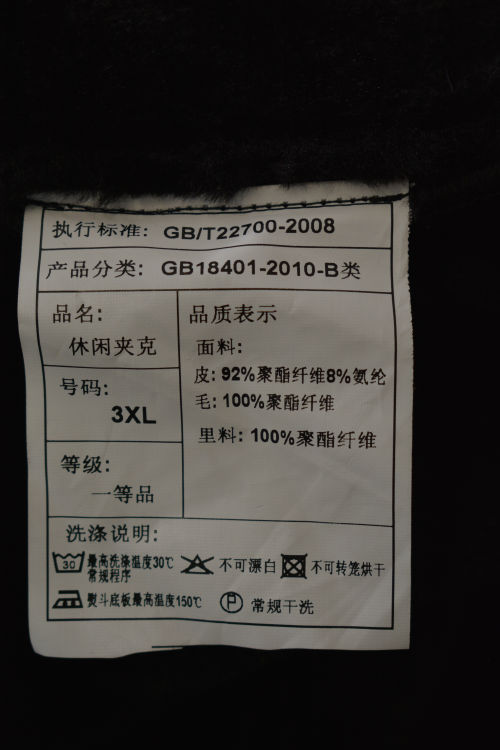 执行标准: GB/T22700-2008
产品分类: GB18401-2010-B类
品名:
休闲夹克
号码:
3XL
等级:
一等品
品质表示
面料:
皮: 92%聚酯纤维8%氨纶
毛: 100%聚酯纤维
里料: 100%聚酯纤维
洗涤说明:
30 最高洗涤温度30℃
常规程序
不可漂白
不可转笼烘干
熨斗底板最高温度150℃
P 常规干洗